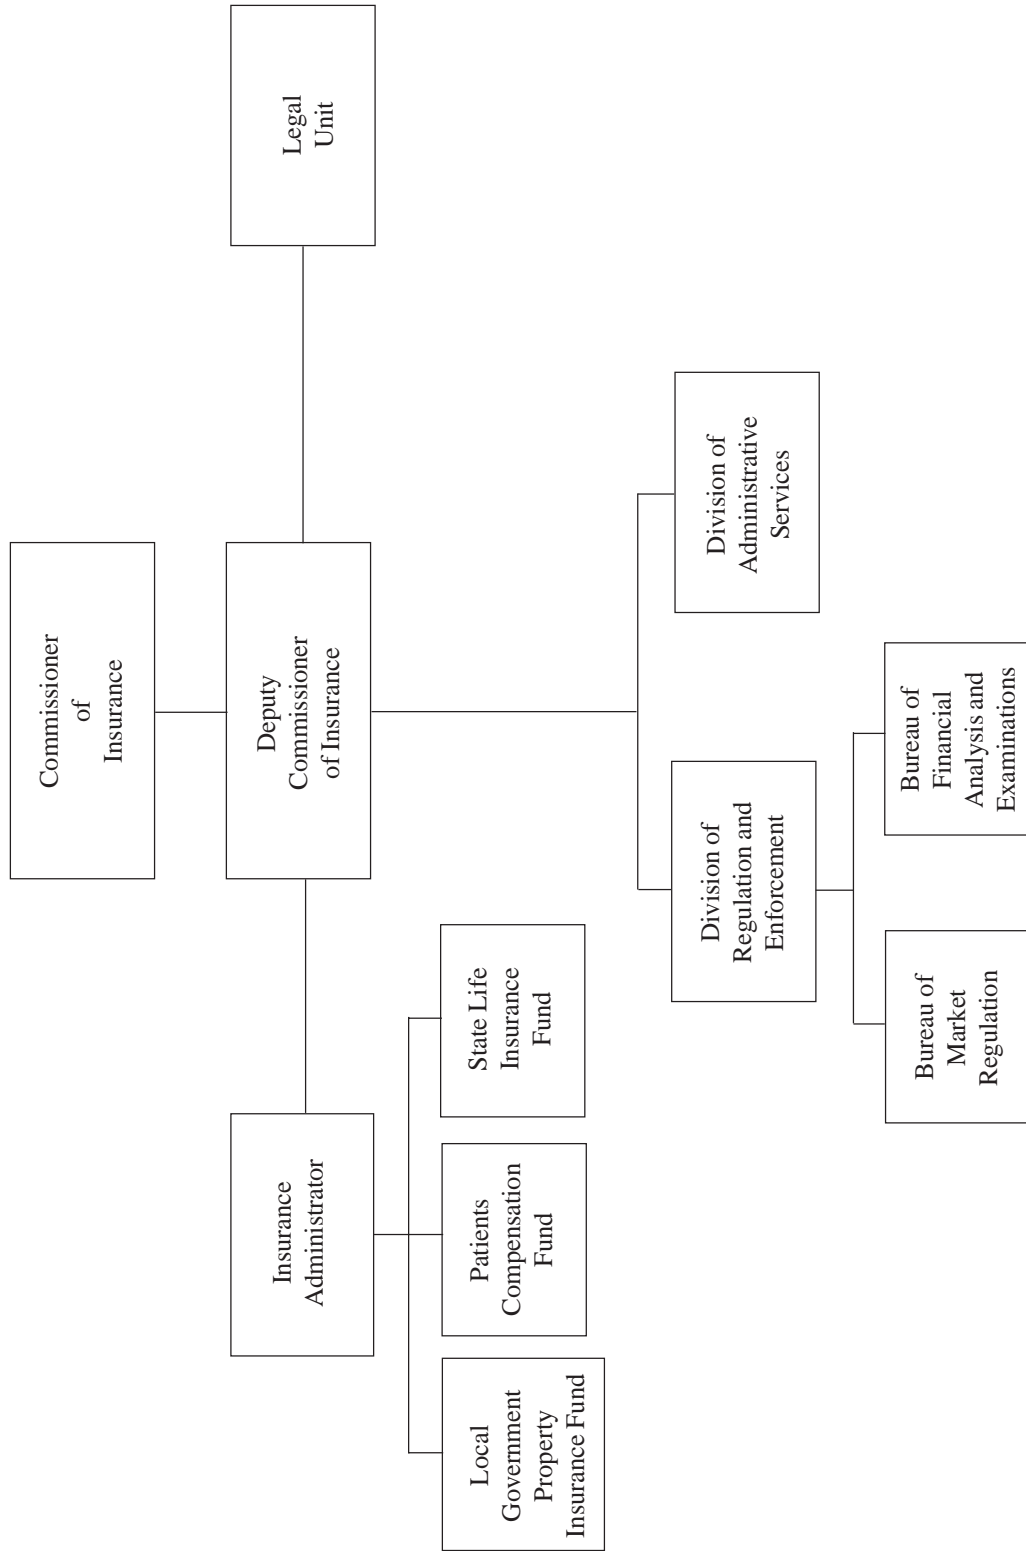 Commissioner
of
Insurance
Deputy
Commissioner
of Insurance
Legal
Unit
Insurance
Administrator
Local
Government
Property
Insurance Fund
Patients
Compensation
Fund
State Life
Insurance
Fund
Division of
Regulation and
Enforcement
Division of
Administrative
Services
Bureau of
Market
Regulation
Bureau of
Financial
Analysis and
Examinations